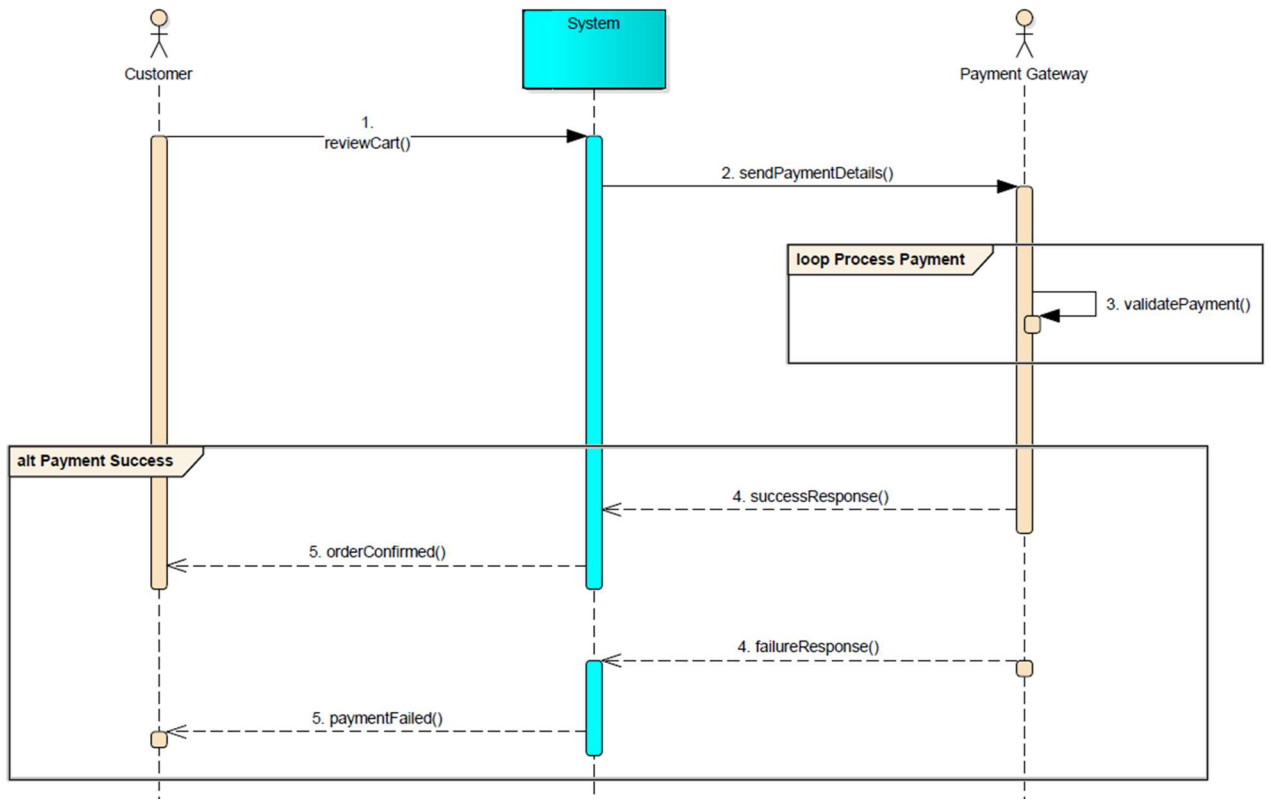 Customer
System
Payment Gateway
1.
reviewCart()
2. sendPaymentDetails()
loop Process Payment
3. validatePayment()
alt Payment Success
4. successResponse()
5. orderConfirmed()
4. failureResponse()
5. paymentFailed()